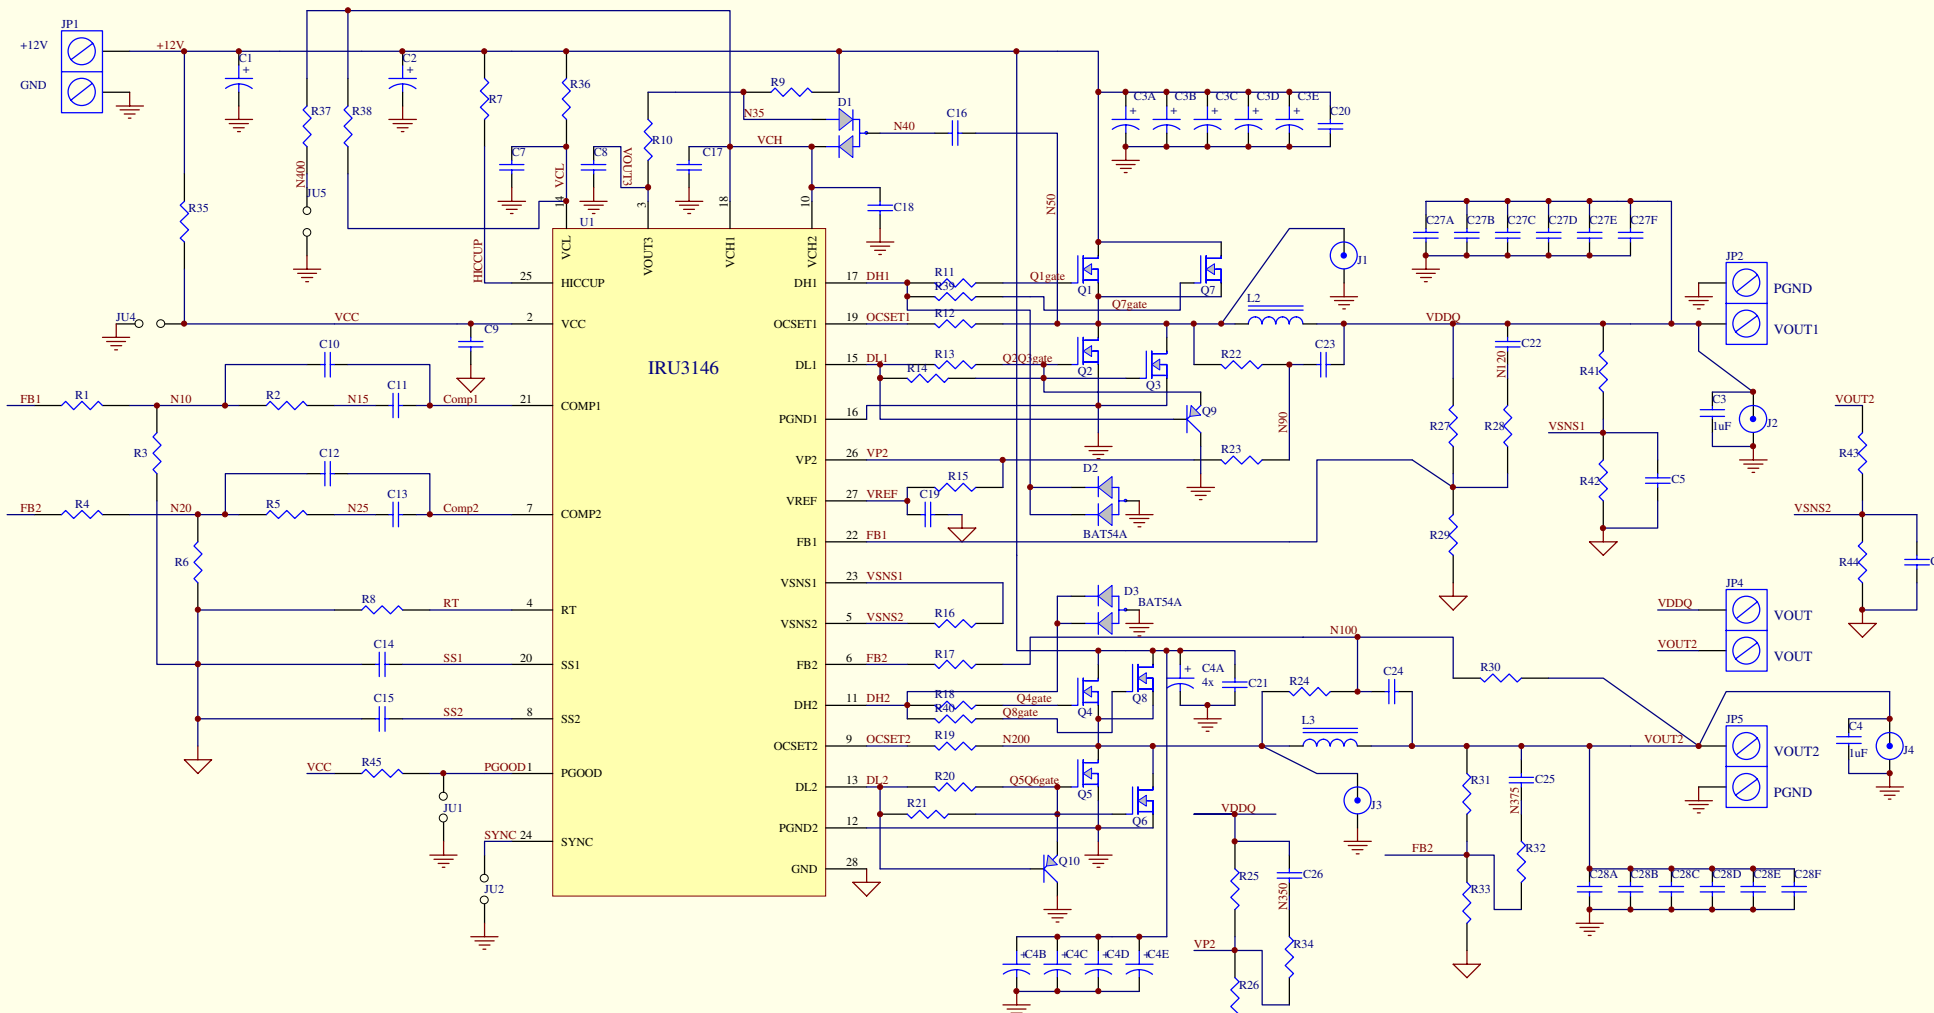 JP1
+12V
GND
+12V
C1
+
C2
+
R37
R38
N400
JU5
R35
R7
R36
HICCUP
C7
VCL
14
C8
VOUT3
R10
3
C17
18
N35
R9
D1
VCH
N40
C16
10
C18
N50
C3A
C3B
C3C
C3D
C3E
C20
+
+
+
+
+
U1
VCL
VOUT3
VCH1
VCH2
IRU3146
25
HICCUP
2
VCC
21
COMP1
7
COMP2
4
RT
20
SS1
8
SS2
1
PGOOD
24
SYNC
DH1
17
DH1
OCSET1
19
OCSET1
DL1
15
DL1
PGND1
16
VP2
26
VP2
VREF
27
VREF
FB1
22
FB1
VSNS1
23
VSNS1
VSNS2
5
VSNS2
FB2
6
FB2
DH2
11
DH2
OCSET2
9
OCSET2
DL2
13
DL2
PGND2
12
GND
28
JU4
VCC
C9
C10
FB1
R1
N10
R2
N15
C11
Comp1
R3
C12
FB2
R4
N20
R5
N25
C13
Comp2
R6
R8
RT
C14
SS1
C15
SS2
VCC
R45
PGOOD
JU1
SYNC
JU2
R11
R39
R12
R13
R14
Q1gate
Q7gate
Q2Q3gate
Q1
Q7
Q2
Q3
Q9
R15
C19
D2
BAT54A
D3
BAT54A
R16
R17
R18
R40
R19
R20
R21
Q4gate
Q8gate
N200
Q5Q6gate
Q4
Q8
Q5
Q6
Q10
+
C4A
4x
C21
+
C4B
+
C4C
+
C4D
+
C4E
L2
J1
R22
C23
N90
R23
VDDQ
C27A
C27B
C27C
C27D
C27E
C27F
JP2
PGND
VOUT1
R27
N120
C22
R28
R29
R41
VSNS1
R42
C5
C3
1uF
J2
VOUT2
R43
VSNS2
R44
JP4
VDDQ
VOUT
VOUT2
VOUT
N100
R24
C24
R30
L3
J3
VOUT2
JP5
VOUT2
PGND
C4
1uF
J4
VDDQ
R25
C26
N350
VP2
R34
R26
R31
C25
N375
FB2
R32
R33
C28A
C28B
C28C
C28D
C28E
C28F